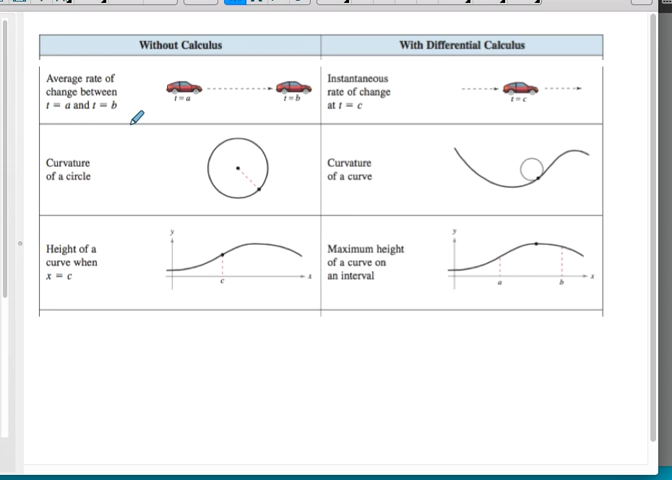 Without Calculus
With Differential Calculus
Average rate of
change between
t = a and t = b
t = a
t = b
Instantaneous
rate of change
at t = c
t = c
Curvature
of a circle
Curvature
of a curve
Height of a
curve when
x = c
y
x
c
Maximum height
of a curve on
an interval
y
x
a
b